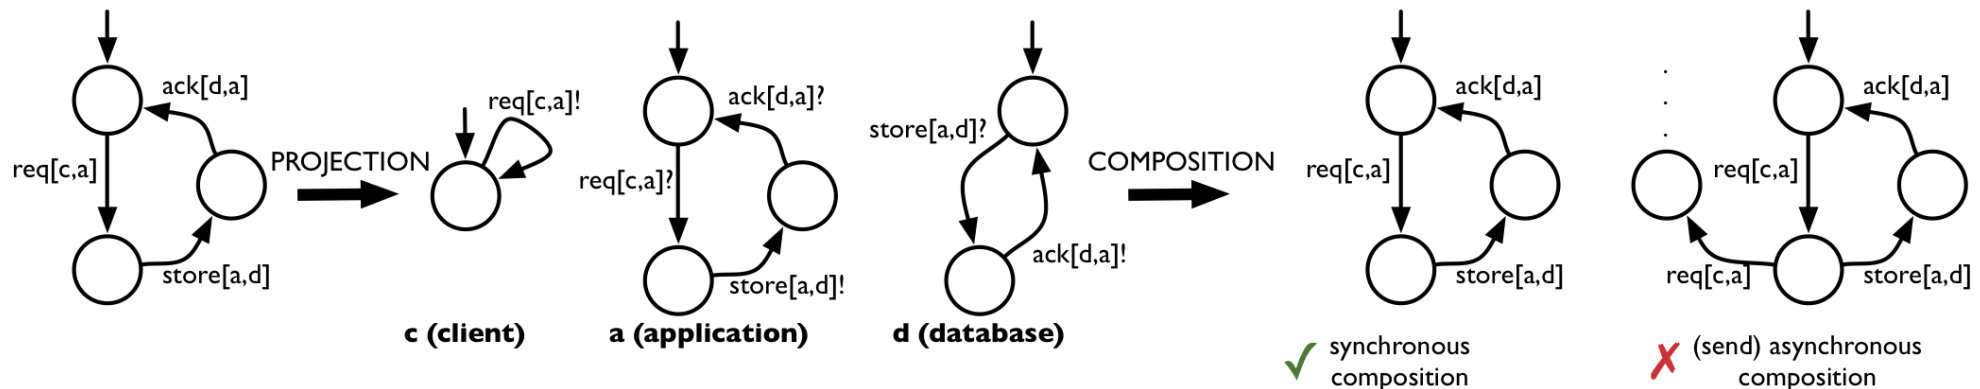 ack[d,a]
req[c,a]
store[a,d]
PROJECTION
req[c,a]!
c (client)
ack[d,a]?
req[c,a]?
store[a,d]!
a (application)
store[a,d]?
ack[d,a]!
d (database)
COMPOSITION
ack[d,a]
req[c,a]
store[a,d]
synchronous
composition
ack[d,a]
req[c,a]
req[c,a]
store[a,d]
(send) asynchronous
composition